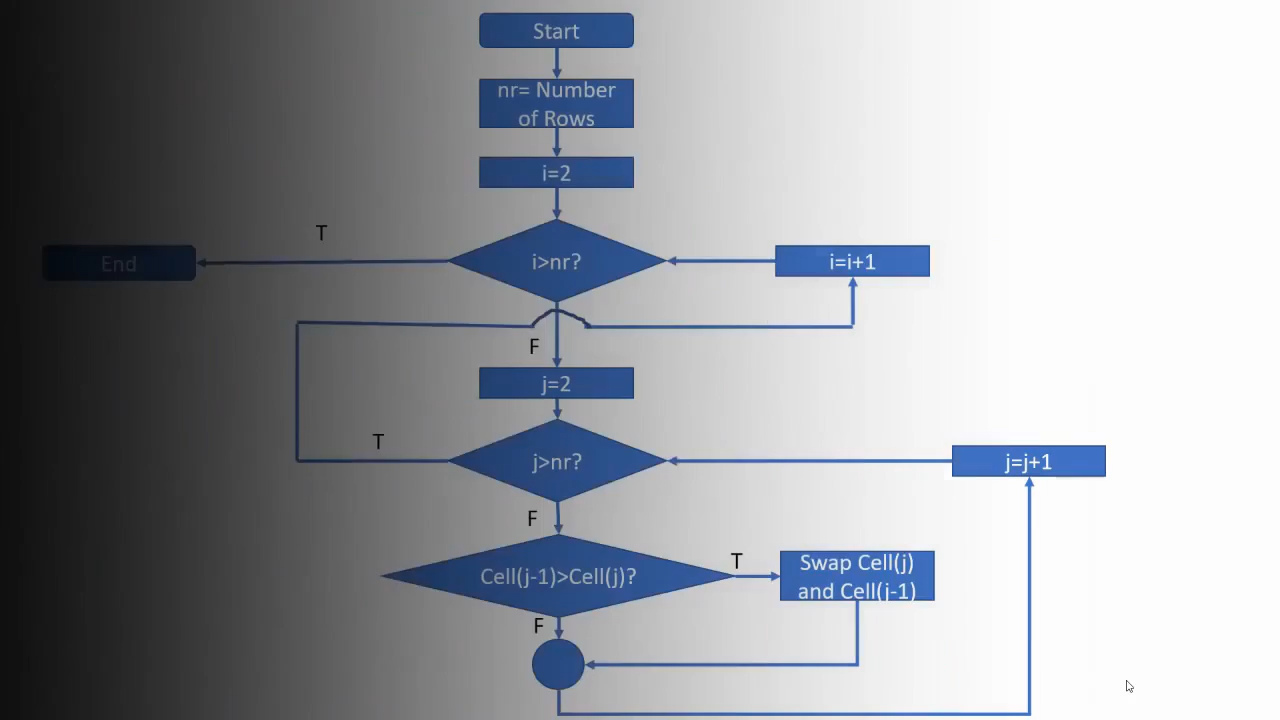 Start
nr= Number
of Rows
i=2
T
End
i>nr?
i=i+1
F
j=2
T
j>nr?
j=j+1
F
Cell(j-1)>Cell(j)?
T
Swap Cell(j)
and Cell(j-1)
F